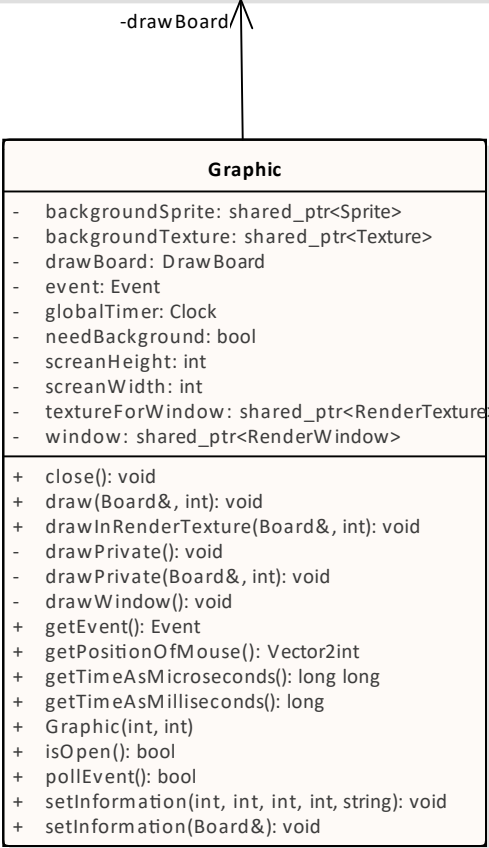 -drawBoard
Graphic
- backgroundSprite: shared_ptr<Sprite>
- backgroundTexture: shared_ptr<Texture>
- drawBoard: DrawBoard
- event: Event
- globalTimer: Clock
- needBackground: bool
- screanHeight: int
- screanWidth: int
- textureForWindow: shared_ptr<RenderTexture>
- window: shared_ptr<RenderWindow>
+ close(): void
+ draw(Board&, int): void
+ drawInRenderTexture(Board&, int): void
- drawPrivate(): void
- drawPrivate(Board&, int): void
- drawWindow(): void
+ getEvent(): Event
+ getPositionOfMouse(): Vector2int
+ getTimeAsMicroseconds(): long long
+ getTimeAsMilliseconds(): long
+ Graphic(int, int)
+ isOpen(): bool
+ pollEvent(): bool
+ setInformation(int, int, int, int, string): void
+ setInformation(Board&): void